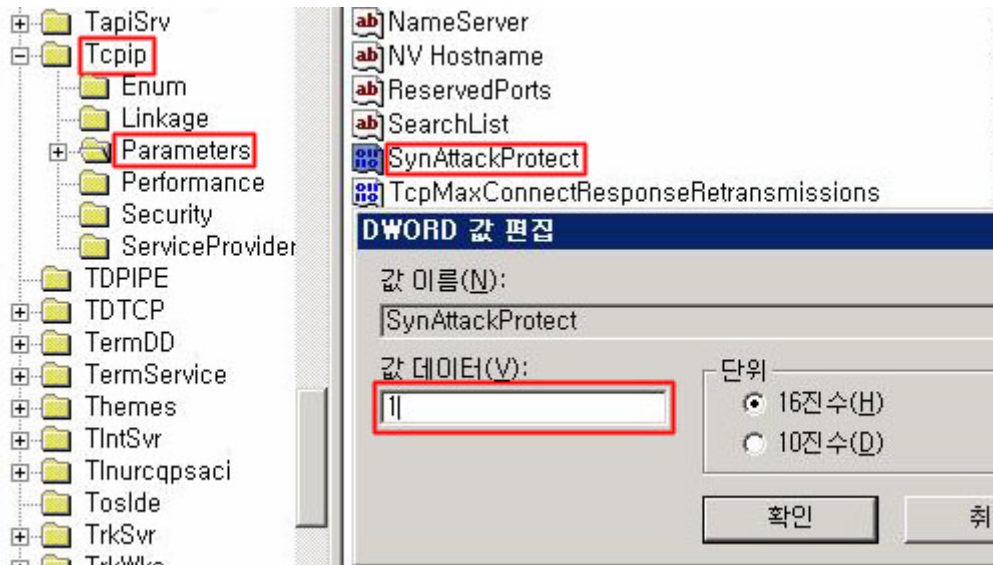 TapiSrv
Tcpip
Enum
Linkage
Parameters
Performance
Security
ServiceProvider
TDPIPE
TDTCP
TermDD
TermService
Themes
TlntSvr
Tlnurcqpsaci
TosIde
TrkSvr
TrkWks
NameServer
NV Hostname
ReservedPorts
SearchList
SynAttackProtect
TcpMaxConnectResponseRetransmissions
DWORD 값 편집
값 이름(N):
SynAttackProtect
값 데이터(V):
1
단위
16진수(H)
10진수(D)
확인
취